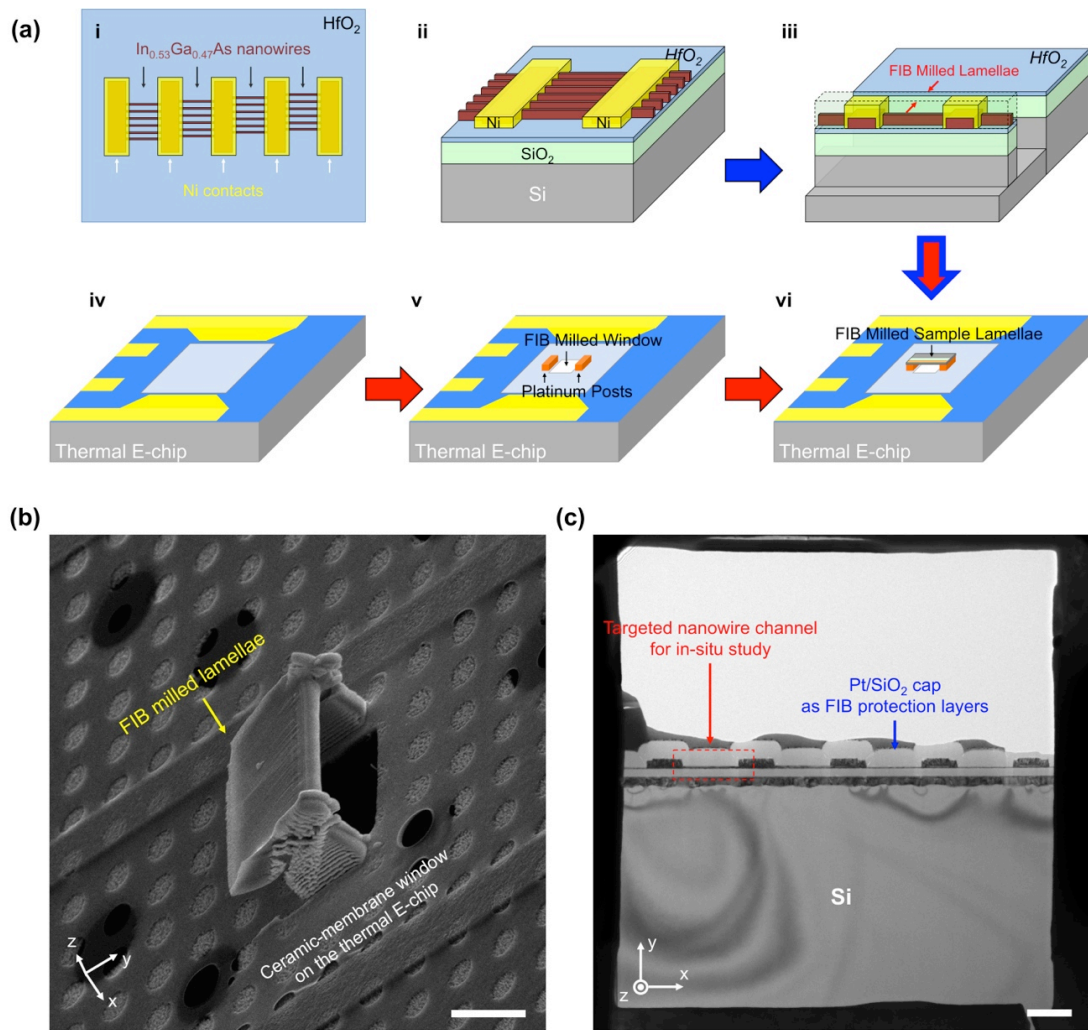 (a)
i
HfO₂
In₀.₅₃Ga₀.₄₇As nanowires
Ni contacts
ii
HfO₂
Ni
Ni
SiO₂
Si
iii
HfO₂
FIB Milled Lamellae
iv
Thermal E-chip
v
FIB Milled Window
Platinum Posts
Thermal E-chip
vi
FIB Milled Sample Lamellae
Thermal E-chip
(b)
FIB milled lamellae
Ceramic-membrane window
on the thermal E-chip
z
y
x
(c)
Targeted nanowire channel
for in-situ study
Pt/SiO₂ cap
as FIB protection layers
Si
y
z
x